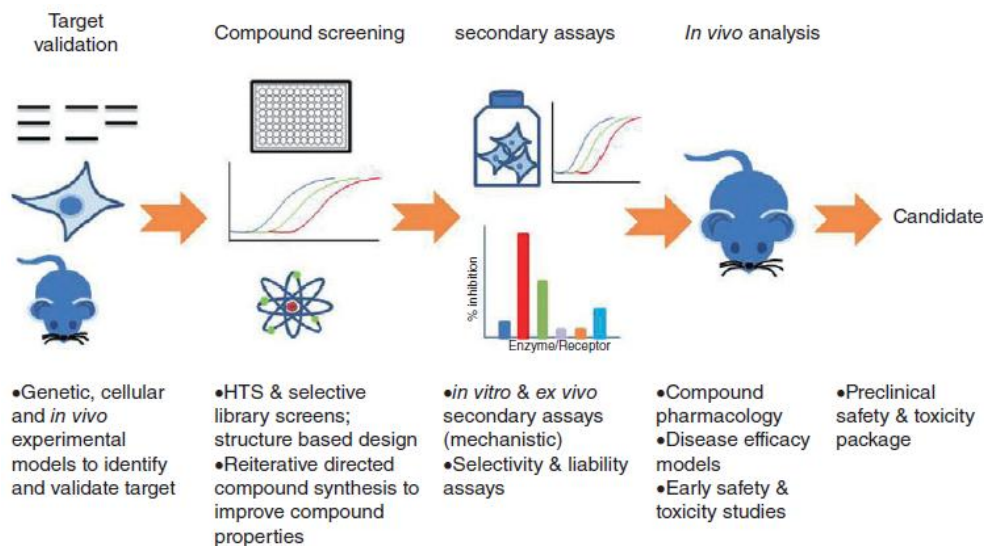 Target
validation
Compound screening
secondary assays
In vivo analysis
Candidate
% inhibition
Enzyme/Receptor
•Genetic, cellular
and in vivo
experimental
models to identify
and validate target
•HTS & selective
library screens;
structure based design
•Reiterative directed
compound synthesis to
improve compound
properties
•in vitro & ex vivo
secondary assays
(mechanistic)
•Selectivity & liability
assays
•Compound
pharmacology
•Disease efficacy
models
•Early safety &
toxicity studies
•Preclinical
safety & toxicity
package